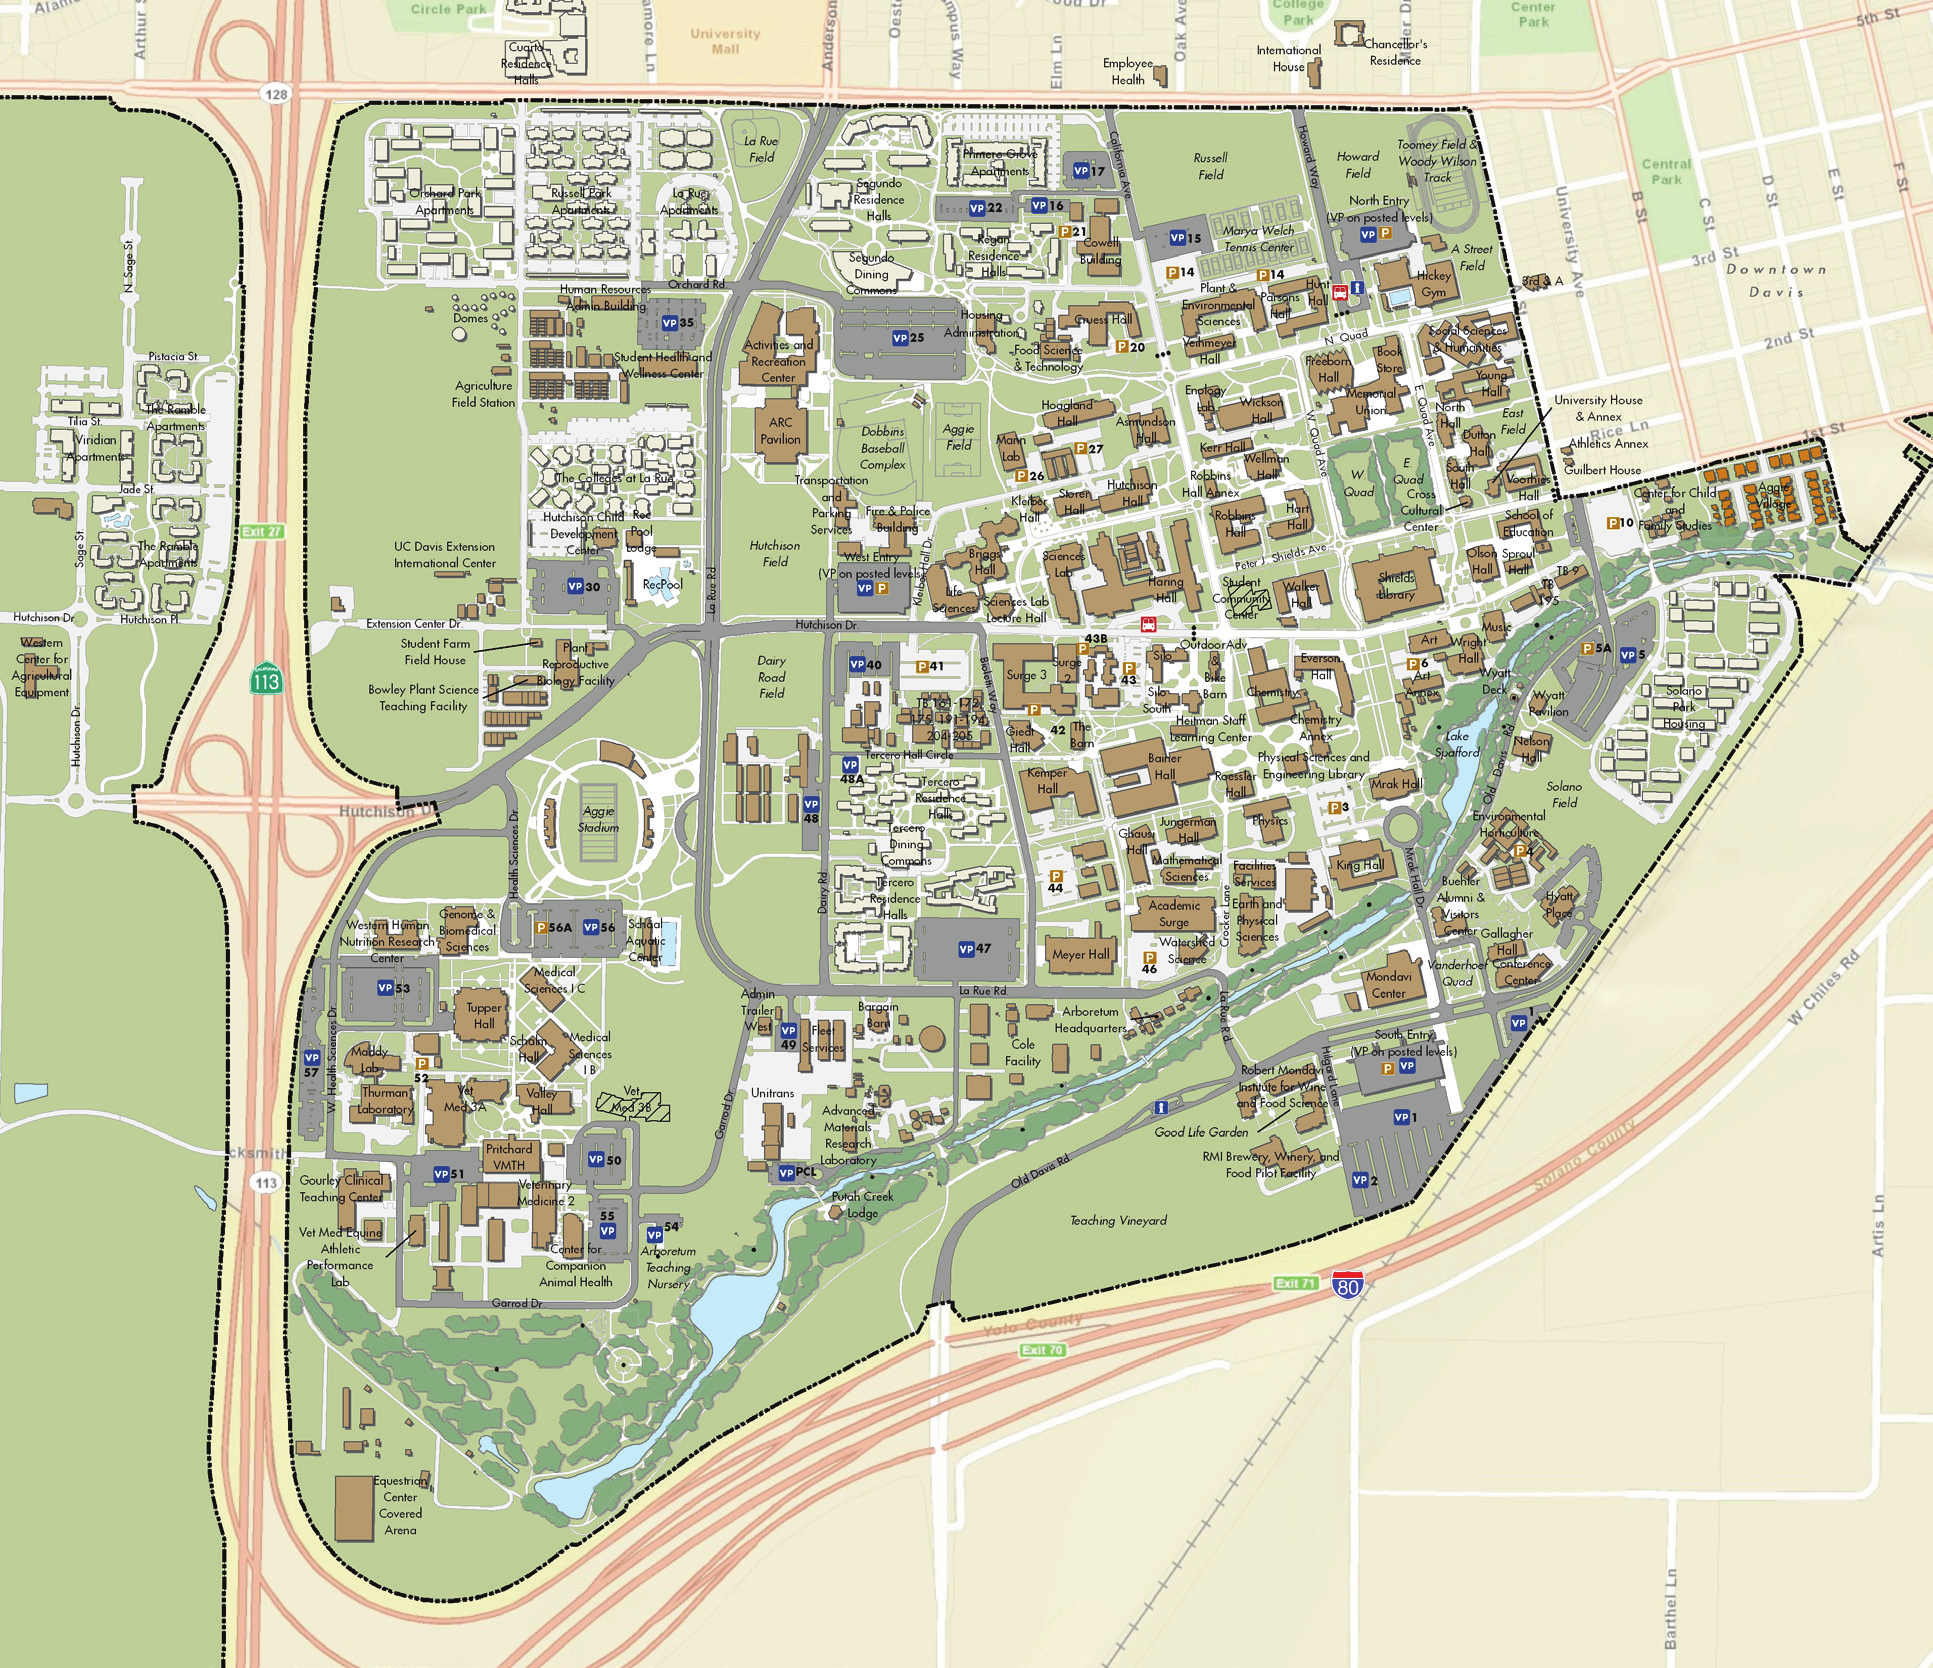 Circle Park
University
Mall
Arthur S
Anderson
Oeste
Elm Ln
Oak Ave
College
Park
Center
Park
5th St
Cuarto
Residence
Halls
Employee
Health
International
House
Chancellor's
Residence
128
La Rue
Field
Primero Grove
Apartments
VP 17
California Ave
Russell
Field
Howard Way
Howard
Field
Toomey Field &
Woody Wilson
Track
Central
Park
B St
C St
D St
E St
F St
University Ave
Orchard Park
Apartments
Russell Park
Apartments
La Rue
Apartments
Segundo
Residence
Halls
VP 22
VP 16
P 21
Regan
Residence
Halls
Cowell
Building
VP 15
Marya Welch
Tennis Center
North Entry
(VP on posted levels)
VP P
A Street
Field
3rd St
Downtown
Davis
2nd St
N. Sage St.
Segundo
Dining
Commons
Orchard Rd
P 14
P 14
Hickey
Gym
3rd & A
Human Resources
Admin Building
Domes
VP 35
Student Health and
Wellness Center
Agriculture
Field Station
Activities and
Recreation
Center
VP 25
Housing
Administration
Food Science
& Technology
Cruess Hall
P 20
Plant &
Environmental
Sciences
Parsons
Hall
Hunt
Hall
Veihmeyer
Hall
N Quad
Social Sciences
& Humanities
Freeborn
Hall
Book
Store
Memorial
Union
Young
Hall
E Quad Ave
W Quad Ave
North
Hall
East
Field
University House
& Annex
Rice Ln
1st St
Athletics Annex
Guilbert House
Pistacia St.
The Ramble
Apartments
Tilia St.
Viridian
Apartments
Jade St.
The Ramble
Apartments
Sage St.
Hutchison Dr.
Hutchison Pl
Western
Center for
Agricultural
Equipment
Hutchison Dr.
Exit 27
CALIFORNIA
113
ARC
Pavilion
Dobbins
Baseball
Complex
Aggie
Field
Hoagland
Hall
Asmundson
Hall
Mann
Lab
P 27
P 26
Enology
Lab
Wickson
Hall
Kerr Hall
Wellman
Hall
W
Quad
E
Quad
Dutton
Hall
South
Hall
Voorhies
Hall
Cross
Cultural
Center
The Colleges at La Rue
Transportation
and
Parking
Services
Fire & Police
Building
Kleiber
Hall
Storer
Hall
Hutchison
Hall
Robbins
Hall Annex
Robbins
Hall
Hart
Hall
School of
Education
P 10
Center for Child
and
Family Studies
Aggie
Village
Hutchison Child
Development
Center
Rec
Pool
Lodge
UC Davis Extension
International Center
Hutchison
Field
West Entry
(VP on posted levels)
VP P
Kleiber Hall Dr.
Briggs
Hall
Life
Sciences
Sciences
Lab
Sciences Lab
Lecture Hall
Haring
Hall
Peter J Shields Ave
Student
Community
Center
Walker
Hall
Shields
Library
Olson
Hall
Sproul
Hall
TB 9
TB
195
VP 30
RecPool
La Rue Rd
Extension Center Dr.
Student Farm
Field House
Bowley Plant Science
Teaching Facility
Plant
Reproductive
Biology Facility
Hutchison Dr.
Dairy
Road
Field
VP 40
P 41
Bioletti Way
Surge 3
Surge
2
43B
P
P
43
Silo
Silo
South
OutdoorAdv
&
Bike
Barn
Chemistry
Everson
Hall
Art
Music
Wright
Hall
P 6
Art
Annex
Wyatt
Deck
Wyatt
Pavilion
P 5A
VP 5
Solano
Park
Housing
TB 161-172,
175, 191-194,
204-205
P
42
Giedt
Hall
The
Barn
Heitman Staff
Learning Center
Chemistry
Annex
Lake
Spafford
Nelson
Hall
Tercero Hall Circle
VP
48A
VP
48
Tercero
Residence
Halls
Kemper
Hall
Bainer
Hall
Roessler
Hall
Physical Sciences and
Engineering Library
Mrak Hall
Old Davis Rd
Solano
Field
Hutchison Dr
Aggie
Stadium
Health Sciences Dr
Tercero
Dining
Commons
Dairy Rd
Ghausi
Hall
Jungerman
Hall
Physics
P 3
Environmental
Horticulture
P 4
Mathematical
Sciences
Facilities
Services
King Hall
Mrak Hall Dr
P
44
Tercero
Residence
Halls
Academic
Surge
Crocker Lane
Earth and
Physical
Sciences
Buehler
Alumni &
Visitors
Center
Hyatt
Place
Western Human
Nutrition Research
Center
Genome &
Biomedical
Sciences
P 56A
VP 56
School
Aquatic
Center
VP 47
Meyer Hall
Watershed
Science
P
46
Gallagher
Hall
Vanderhoef
Quad
Conference
Center
Mondavi
Center
VP 53
Tupper
Hall
Medical
Sciences I C
W. Health Sciences Dr.
Admin
Trailer
West
La Rue Rd
Bargain
Barn
VP
49
Fleet
Services
Arboretum
Headquarters
La Rue Rd
South Entry
(VP on posted levels)
P VP
VP 1
Schalm
Hall
Medical
Sciences
I B
VP
57
Maddy
Lab
P
52
Cole
Facility
Hilgard Lane
Robert Mondavi
Institute for Wine
and Food Science
VP 1
Thurman
Laboratory
Vet
Med 3A
Valley
Hall
Vet
Med 3B
Unitrans
Garrod Dr.
Advanced
Materials
Research
Laboratory
Good Life Garden
RMI Brewery, Winery, and
Food Pilot Facility
VP 2
cksmith
113
Pritchard
VMTH
VP 51
VP 50
VP PCL
Old Davis Rd
Gourley Clinical
Teaching Center
Veterinary
Medicine 2
Putah Creek
Lodge
Teaching Vineyard
55
VP
54
VP
Vet Med Equine
Athletic
Performance
Lab
Center for
Companion
Animal Health
Arboretum
Teaching
Nursery
Garrod Dr.
Exit 71
80
Yolo County
Solano County
Exit 70
W Chiles Rd
Artis Ln
Barthel Ln
Equestrian
Center
Covered
Arena